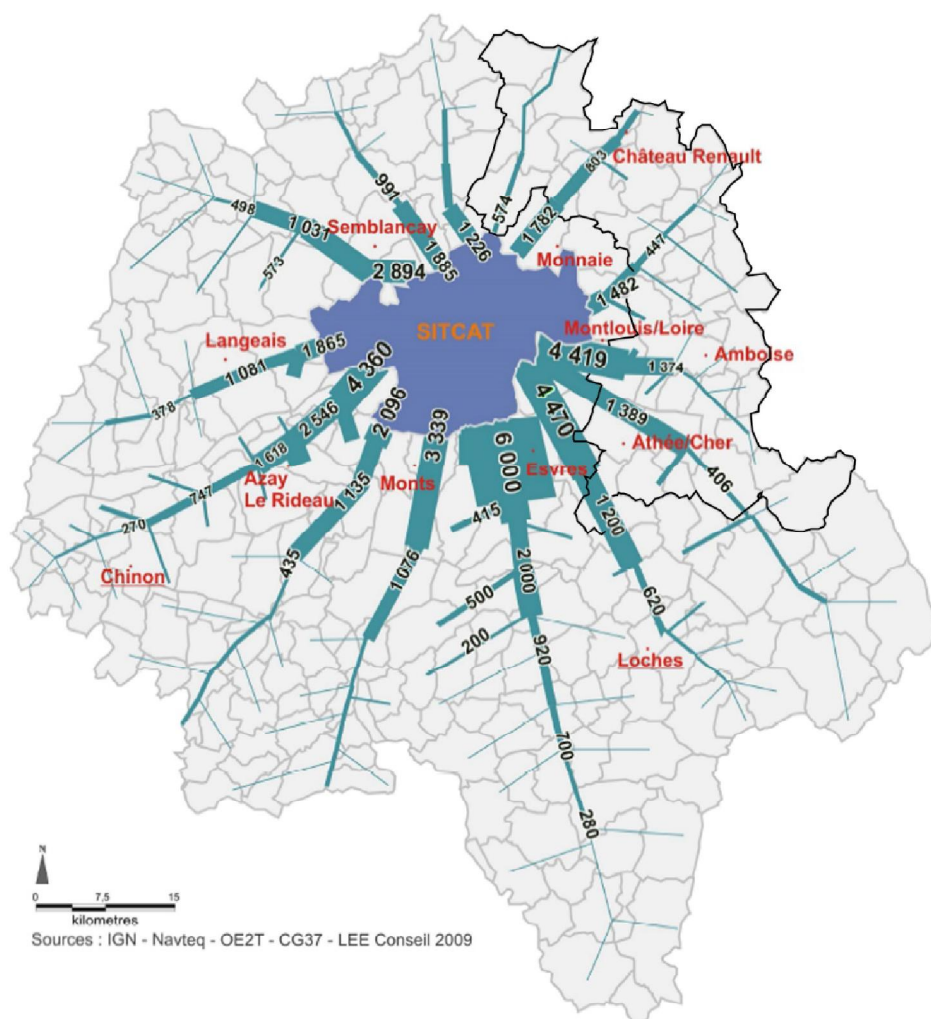 803
Château Renault
574
991
498
1 782
1 031
Semblançay
1 226
1 885
447
Monnaie
573
2 894
1 482
Montlouis/Loire
SITCAT
Langeais
1 865
4 419
Amboise
1 374
1 081
4 360
378
4 470
1 389
2 546
2 096
3 339
Athée/Cher
1 618
6 000
Esvres
406
Azay
Le Rideau
Monts
747
1 135
415
1 200
270
435
1 076
2 000
Chinon
500
620
200
920
Loches
700
280
N
0 7,5 15
kilometres
Sources : IGN - Navteq - OE2T - CG37 - LEE Conseil 2009